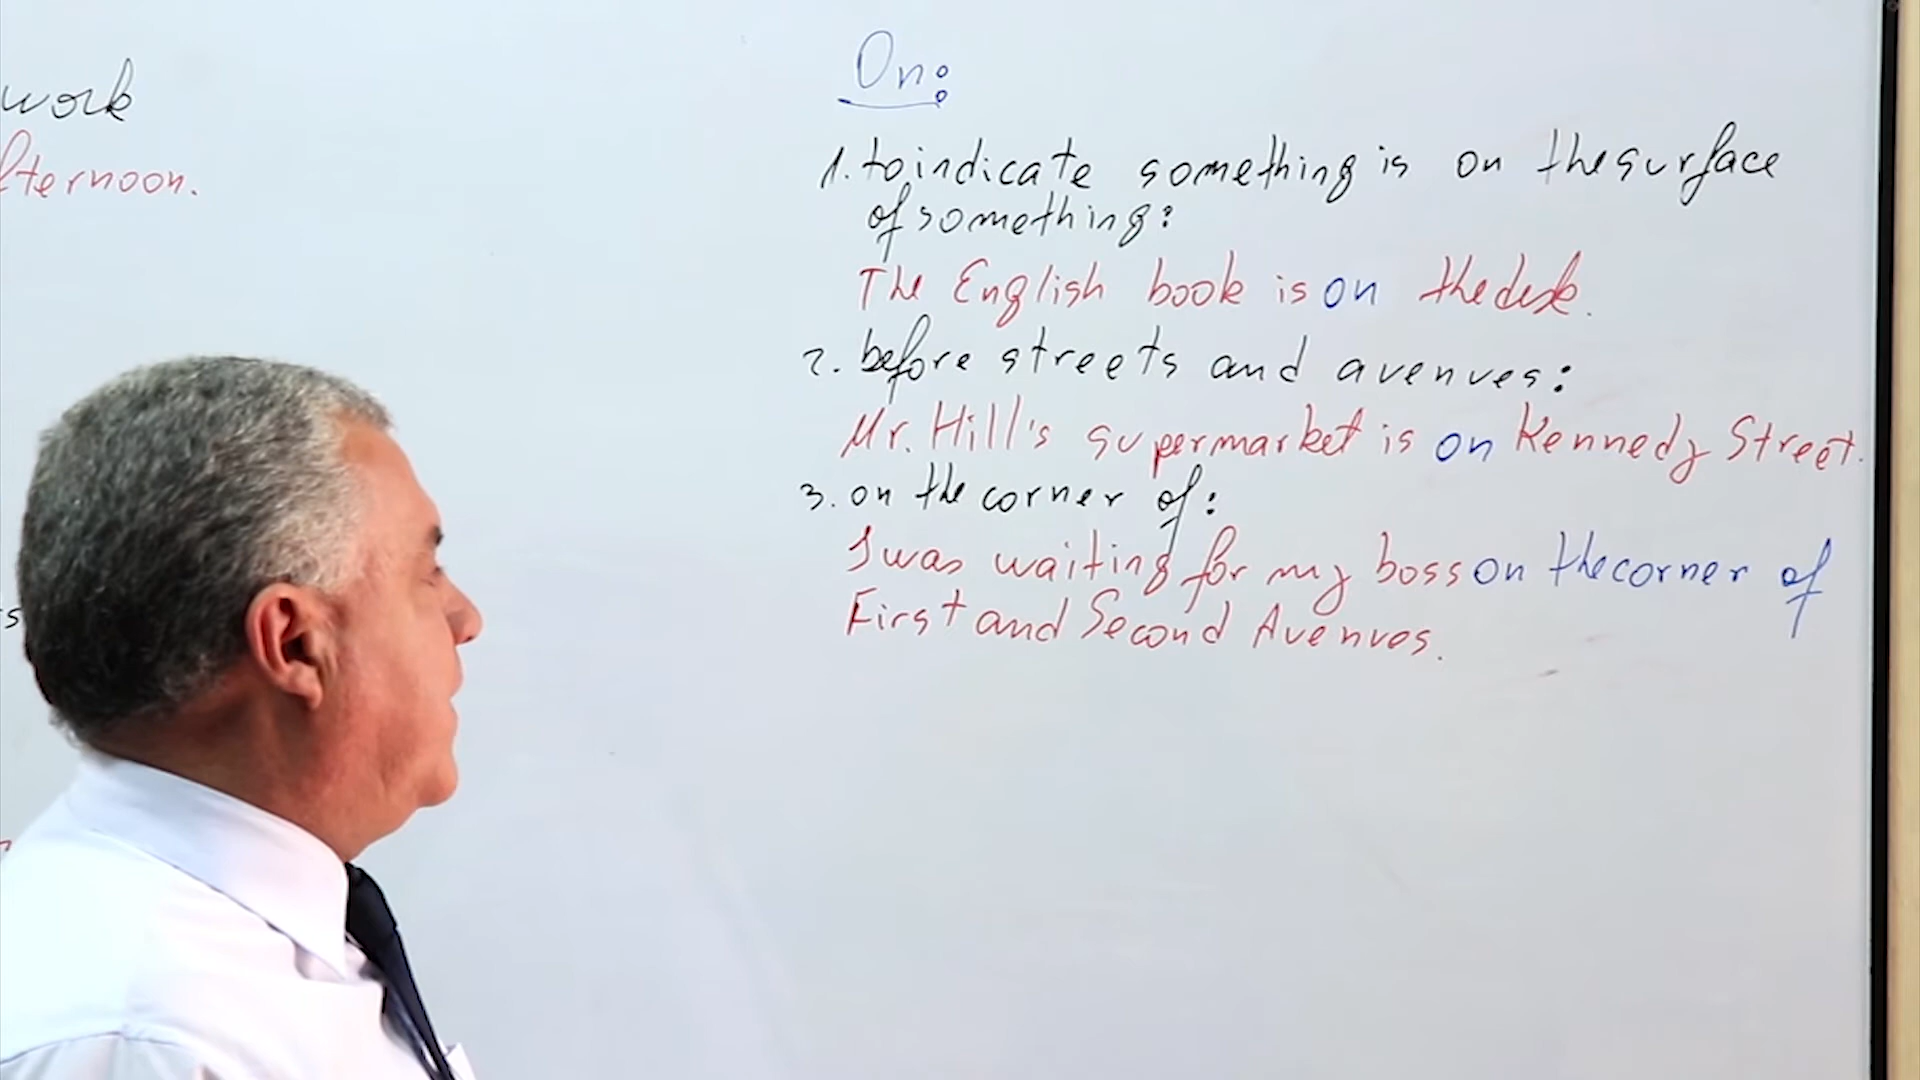 work
fternoon.
On:
1. to indicate something is on the surface
of something:
The English book is on the desk.
2. before streets and avenues:
Mr. Hill's supermarket is on Kennedy Street.
3. on the corner of:
I was waiting for my boss on the corner of
First and Second Avenues.
s